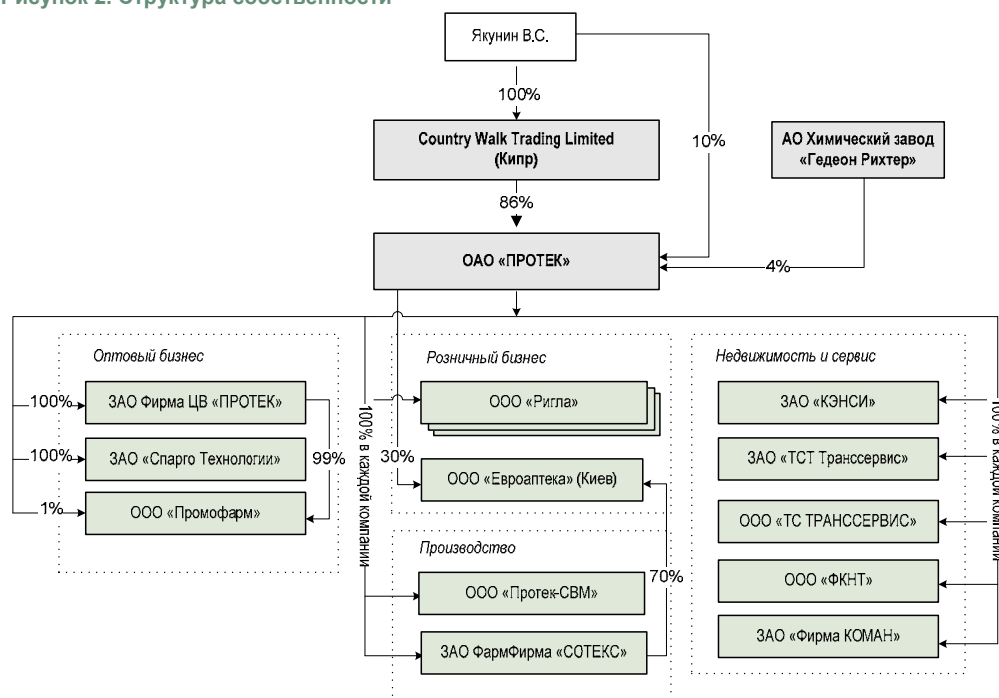 Рисунок 2. Структура собственности
Якунин В.С.
100%
10%
Country Walk Trading Limited
(Кипр)
АО Химический завод
«Гедеон Рихтер»
86%
ОАО «ПРОТЕК»
4%
Оптовый бизнес
100%
ЗАО Фирма ЦВ «ПРОТЕК»
100%
ЗАО «Спарго Технологии»
99%
1%
ООО «Промофарм»
100% в каждой компании
Розничный бизнес
ООО «Ригла»
30%
ООО «Евроаптека» (Киев)
Производство
70%
ООО «Протек-СВМ»
ЗАО ФармФирма «СОТЕКС»
Недвижимость и сервис
ЗАО «КЭНСИ»
ЗАО «ТСТ Транссервис»
ООО «ТС ТРАНССЕРВИС»
ООО «ФКНТ»
ЗАО «Фирма КОМАН»
100% в каждой компании